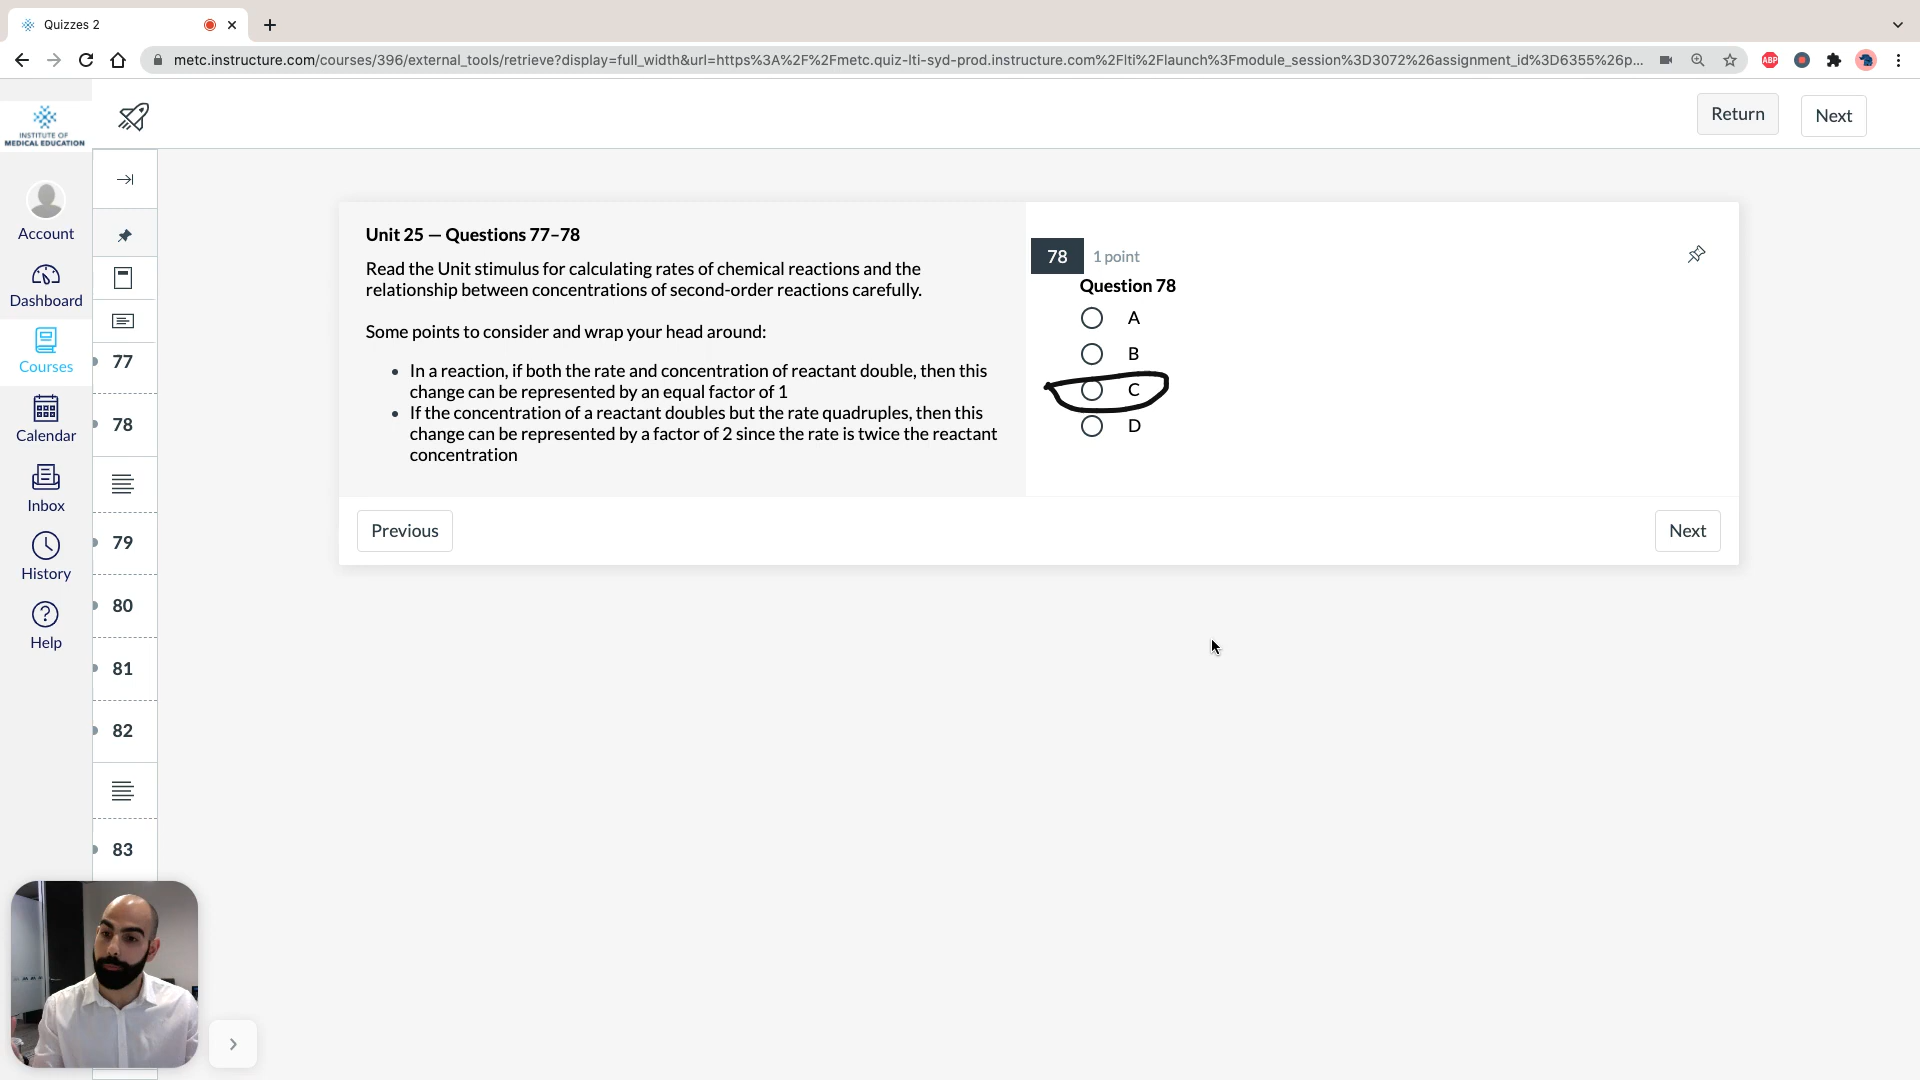 Quizzes 2
metc.instructure.com/courses/396/external_tools/retrieve?display=full_width&url=https%3A%2F%2Fmetc.quiz-lti-syd-prod.instructure.com%2Flti%2Flaunch%3Fmodule_session%3D3072%26assignment_id%3D6355%26p...
ABP
INSTITUTE OF
MEDICAL EDUCATION
Return
Next
Account
Dashboard
Courses
Calendar
Inbox
History
Help
77
78
79
80
81
82
83
Unit 25 – Questions 77–78
Read the Unit stimulus for calculating rates of chemical reactions and the
relationship between concentrations of second-order reactions carefully.
Some points to consider and wrap your head around:
• In a reaction, if both the rate and concentration of reactant double, then this
change can be represented by an equal factor of 1
• If the concentration of a reactant doubles but the rate quadruples, then this
change can be represented by a factor of 2 since the rate is twice the reactant
concentration
78
1 point
Question 78
A
B
C
D
Previous
Next